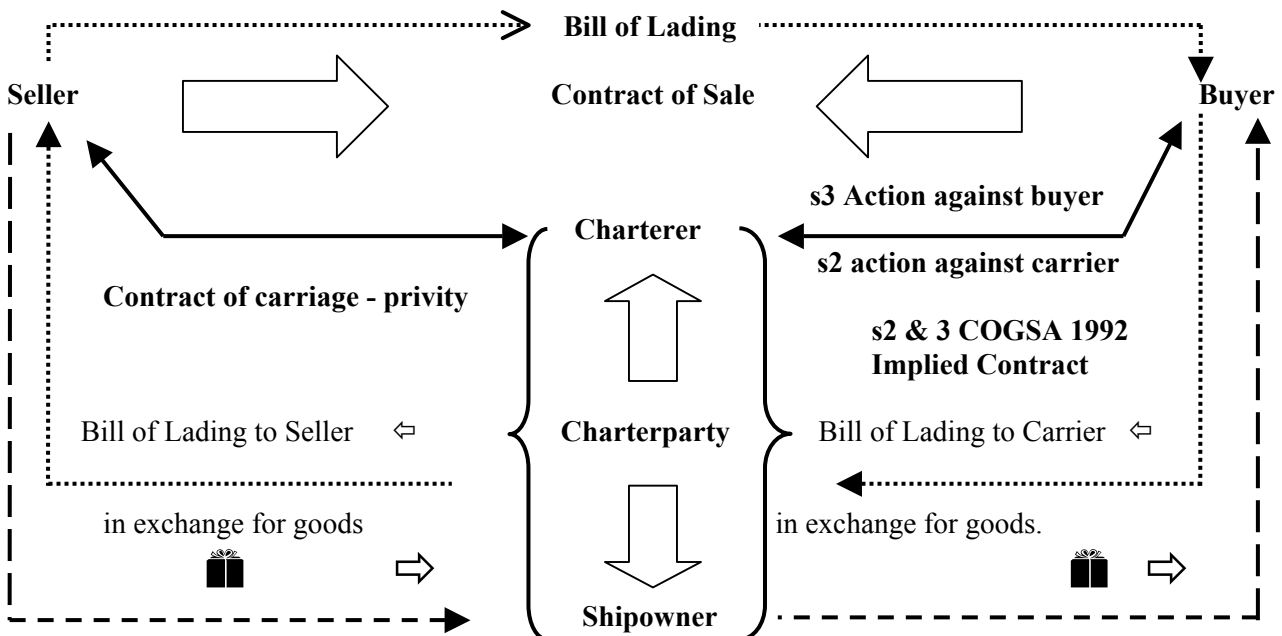 Bill of Lading
Seller
Contract of Sale
Buyer
s3 Action against buyer
Charterer
s2 action against carrier
Contract of carriage - privity
s2 & 3 COGSA 1992
Implied Contract
Bill of Lading to Seller
Charterparty
Bill of Lading to Carrier
in exchange for goods
in exchange for goods.
Shipowner